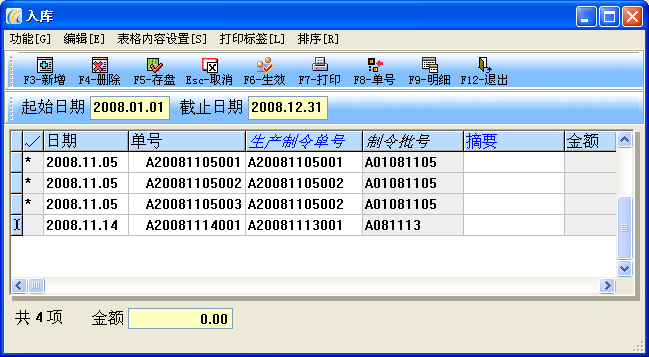 入库
功能[G] 编辑[E] 表格内容设置[S] 打印标签[L] 排序[R]
F3-新增 F4-删除 F5-存盘 Esc-取消 F6-生效 F7-打印 F8-单号 F9-明细 F12-退出
起始日期 2008.01.01 截止日期 2008.12.31
✓ 日期 单号 生产制令单号 制令批号 摘要 金额
* 2008.11.05 A20081105001 A20081105001 A01081105
* 2008.11.05 A20081105002 A20081105002 A01081105
* 2008.11.05 A20081105003 A20081105002 A01081105
2008.11.14 A20081114001 A20081113001 A081113
共 4 项 金额 0.00